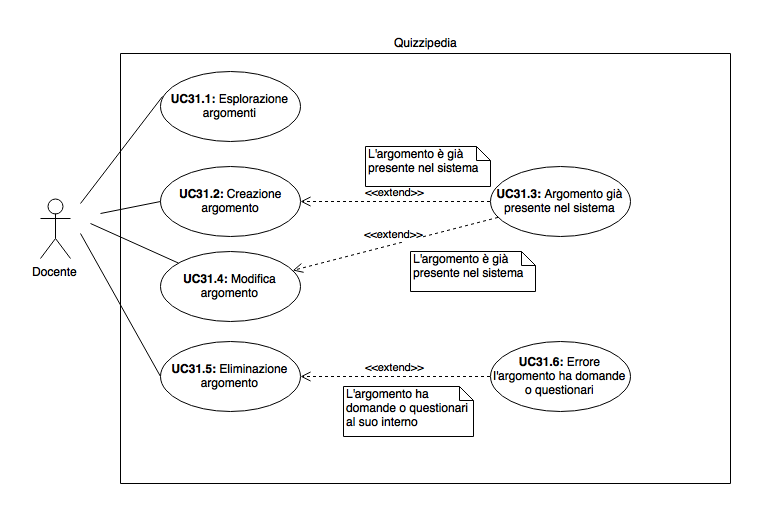 Quizzipedia
UC31.1: Esplorazione
argomenti
L'argomento è già
presente nel sistema
<<extend>>
UC31.2: Creazione
argomento
UC31.3: Argomento già
presente nel sistema
<<extend>>
Docente
UC31.4: Modifica
argomento
L'argomento è già
presente nel sistema
UC31.5: Eliminazione
argomento
<<extend>>
UC31.6: Errore
l'argomento ha domande
o questionari
L'argomento ha
domande o questionari
al suo interno